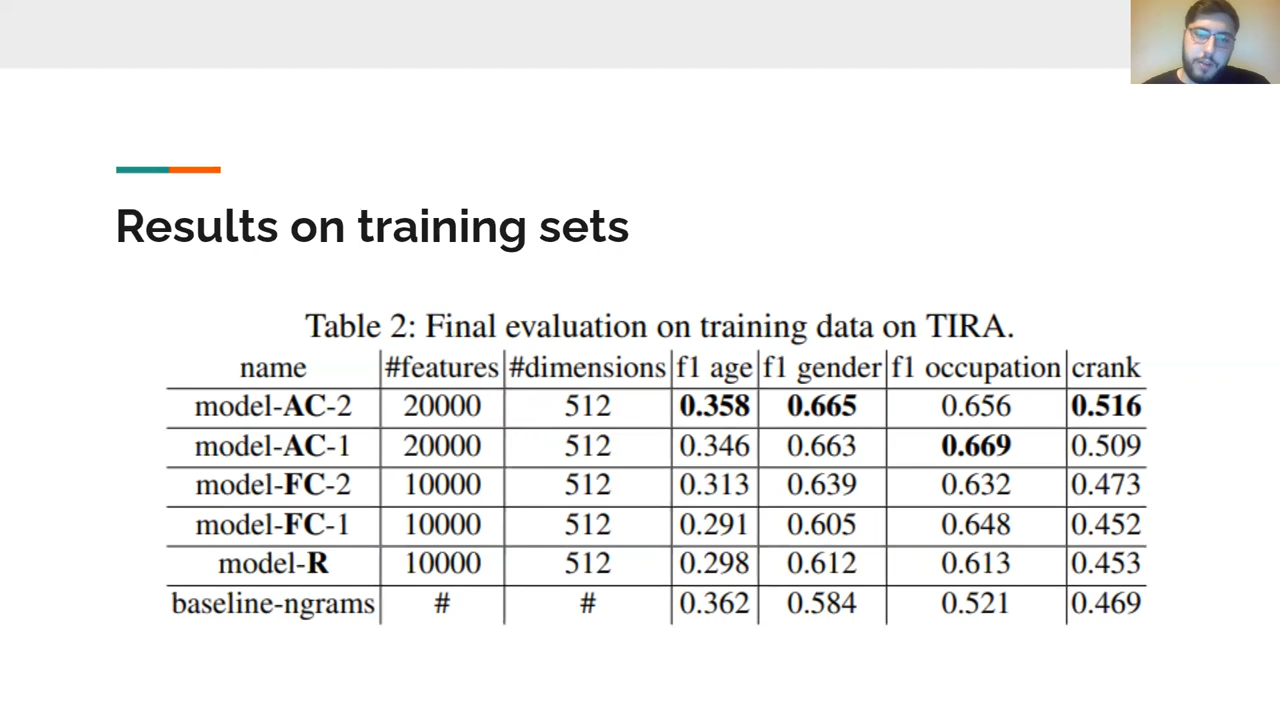 Results on training sets
Table 2: Final evaluation on training data on TIRA.
name #features #dimensions f1 age f1 gender f1 occupation crank
model-AC-2 20000 512 0.358 0.665 0.656 0.516
model-AC-1 20000 512 0.346 0.663 0.669 0.509
model-FC-2 10000 512 0.313 0.639 0.632 0.473
model-FC-1 10000 512 0.291 0.605 0.648 0.452
model-R 10000 512 0.298 0.612 0.613 0.453
baseline-ngrams # # 0.362 0.584 0.521 0.469